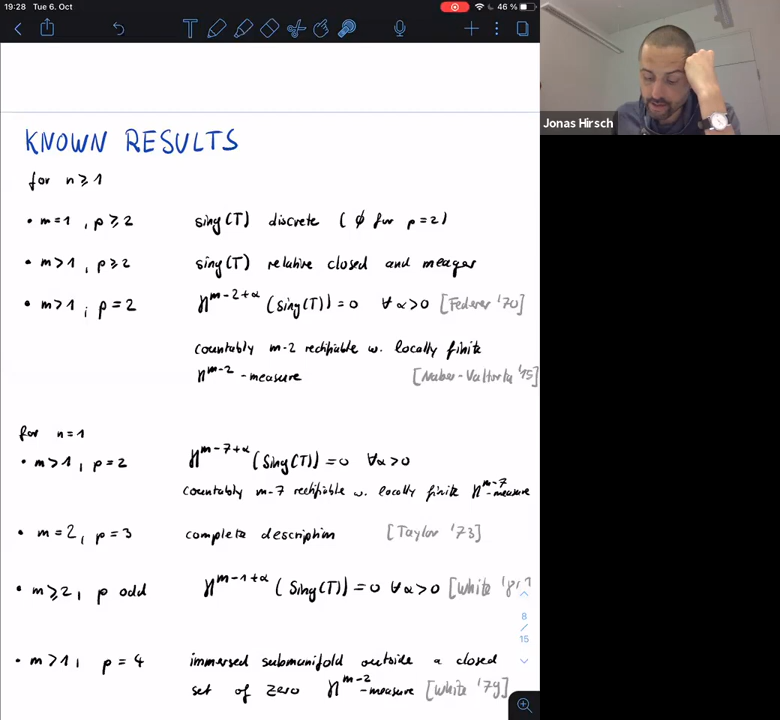 19:28 Tue 6. Oct
46 %
Jonas Hirsch
KNOWN RESULTS
for n ≥ 1
• m=1 , p ≥ 2 sing(T) discrete ( ∅ for p=2 )
• m>1 , p ≥ 2 sing(T) relative closed and meager
• m>1 , p = 2 H^{m-2+α} (sing(T)) = 0 ∀ α>0 [Federer '70]
countably m-2 rectifiable w. locally finite
H^{m-2} -measure [Naber-Valtorta '15]
for n=1
• m>1 , p=2 H^{m-7+α} (Sing(T)) = 0 ∀α>0
countably m-7 rectifiable w. locally finite H^{m-7}-measure
• m=2, p=3 complete description [Taylor '73]
• m≥2, p odd H^{m-1+α} (Sing(T)) = 0 ∀ α>0 [White
• m>1, p=4 immersed submanifold outside a closed
set of zero H^{m-2}-measure [White '79]
8
/
15